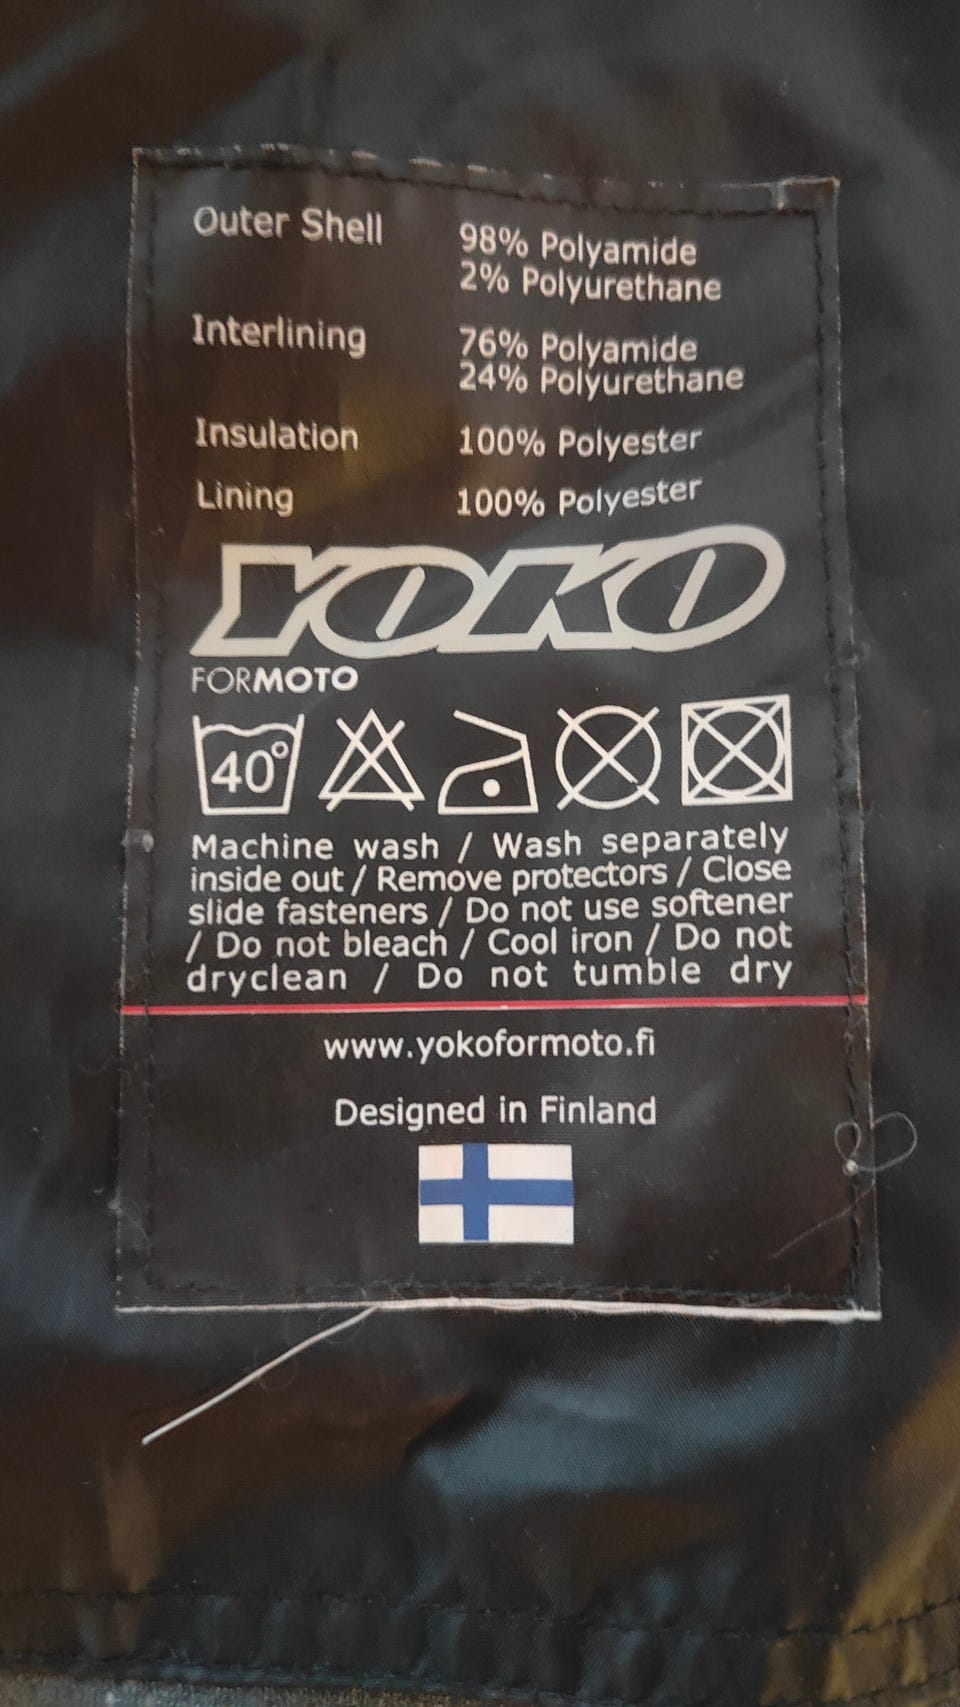 Outer Shell 98% Polyamide
2% Polyurethane
Interlining 76% Polyamide
24% Polyurethane
Insulation 100% Polyester
Lining 100% Polyester
YOKO
FORMOTO
40°
Machine wash / Wash separately
inside out / Remove protectors / Close
slide fasteners / Do not use softener
/ Do not bleach / Cool iron / Do not
dryclean / Do not tumble dry
www.yokoformoto.fi
Designed in Finland